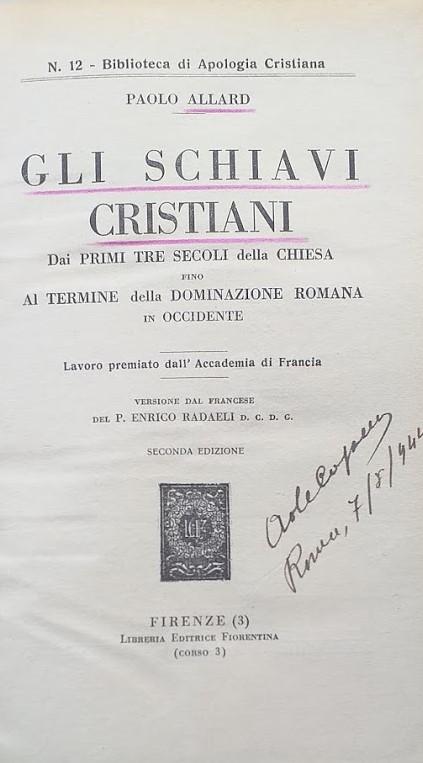 N. 12 - Biblioteca di Apologia Cristiana
PAOLO ALLARD
GLI SCHIAVI
CRISTIANI
Dai PRIMI TRE SECOLI della CHIESA
FINO
Al TERMINE della DOMINAZIONE ROMANA
IN OCCIDENTE
Lavoro premiato dall' Accademia di Francia
VERSIONE DAL FRANCESE
DEL P. ENRICO RADAELI D. C. D. G.
SECONDA EDIZIONE
Roma, 7/8/944
FIRENZE (3)
LIBRERIA EDITRICE FIORENTINA
(CORSO 3)